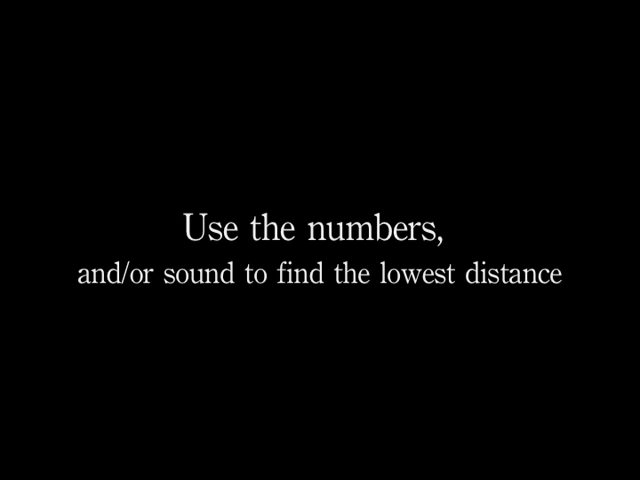 Use the numbers,
and/or sound to find the lowest distance